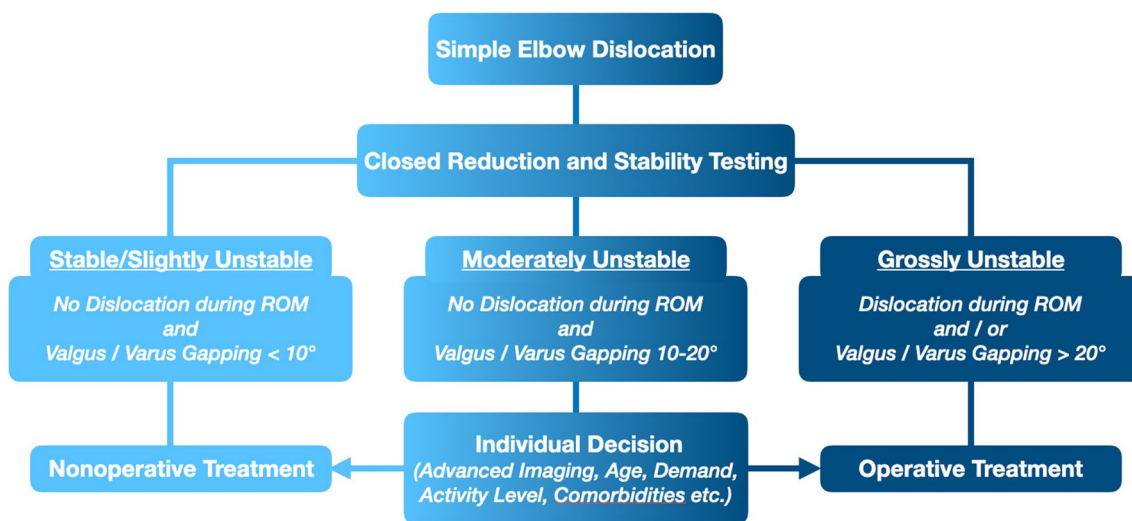 Simple Elbow Dislocation
Closed Reduction and Stability Testing
Stable/Slightly Unstable
No Dislocation during ROM
and
Valgus / Varus Gapping < 10°
Moderately Unstable
No Dislocation during ROM
and
Valgus / Varus Gapping 10-20°
Grossly Unstable
Dislocation during ROM
and / or
Valgus / Varus Gapping > 20°
Nonoperative Treatment
Individual Decision
(Advanced Imaging, Age, Demand,
Activity Level, Comorbidities etc.)
Operative Treatment